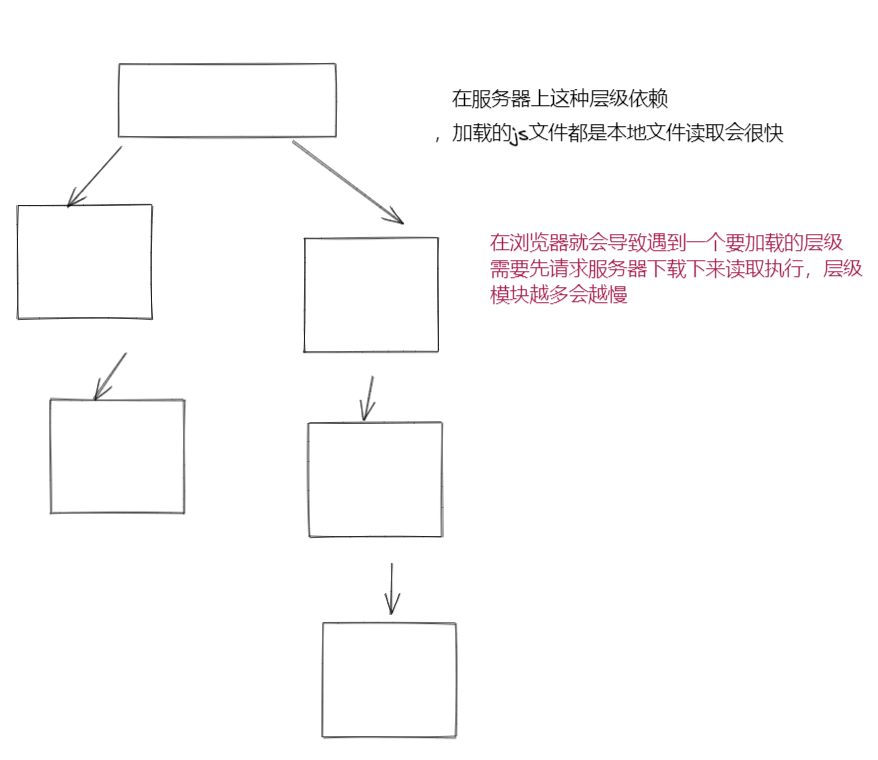 在服务器上这种层级依赖
，加载的js文件都是本地文件读取会很快
在浏览器就会导致遇到一个要加载的层级
需要先请求服务器下载下来读取执行，层级
模块越多会越慢